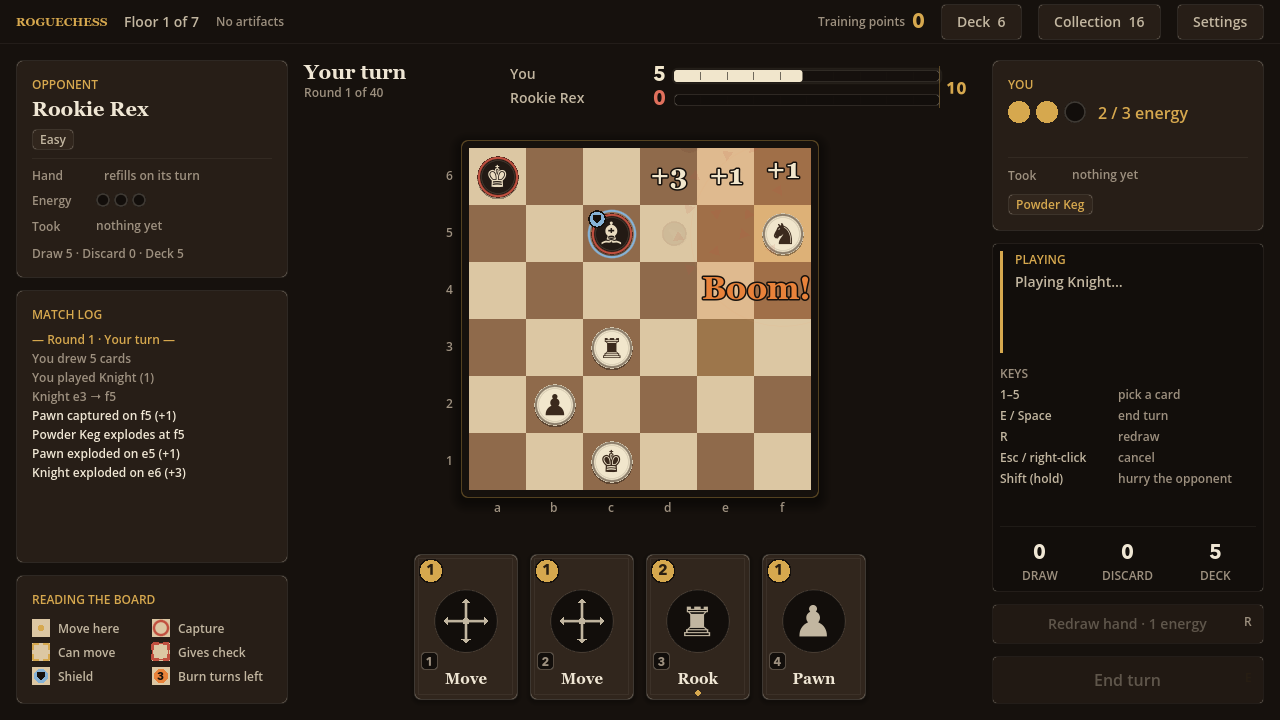 ROGUECHESS
Floor 1 of 7
No artifacts
Training points 0
Deck 6
Collection 16
Settings
OPPONENT
Rookie Rex
Easy
Hand refills on its turn
Energy
Took nothing yet
Draw 5 · Discard 0 · Deck 5
MATCH LOG
— Round 1 · Your turn —
You drew 5 cards
You played Knight (1)
Knight e3 → f5
Pawn captured on f5 (+1)
Powder Keg explodes at f5
Pawn exploded on e5 (+1)
Knight exploded on e6 (+3)
READING THE BOARD
Move here
Capture
Can move
Gives check
Shield
3 Burn turns left
Your turn
Round 1 of 40
You 5
Rookie Rex 0
10
6
5
4
3
2
1
+3 +1 +1
Boom!
a b c d e f
1 1 Move
1 2 Move
2 3 Rook
1 4 Pawn
YOU
2 / 3 energy
Took nothing yet
Powder Keg
PLAYING
Playing Knight...
KEYS
1–5 pick a card
E / Space end turn
R redraw
Esc / right-click cancel
Shift (hold) hurry the opponent
0 0 5
DRAW DISCARD DECK
Redraw hand · 1 energy R
End turn